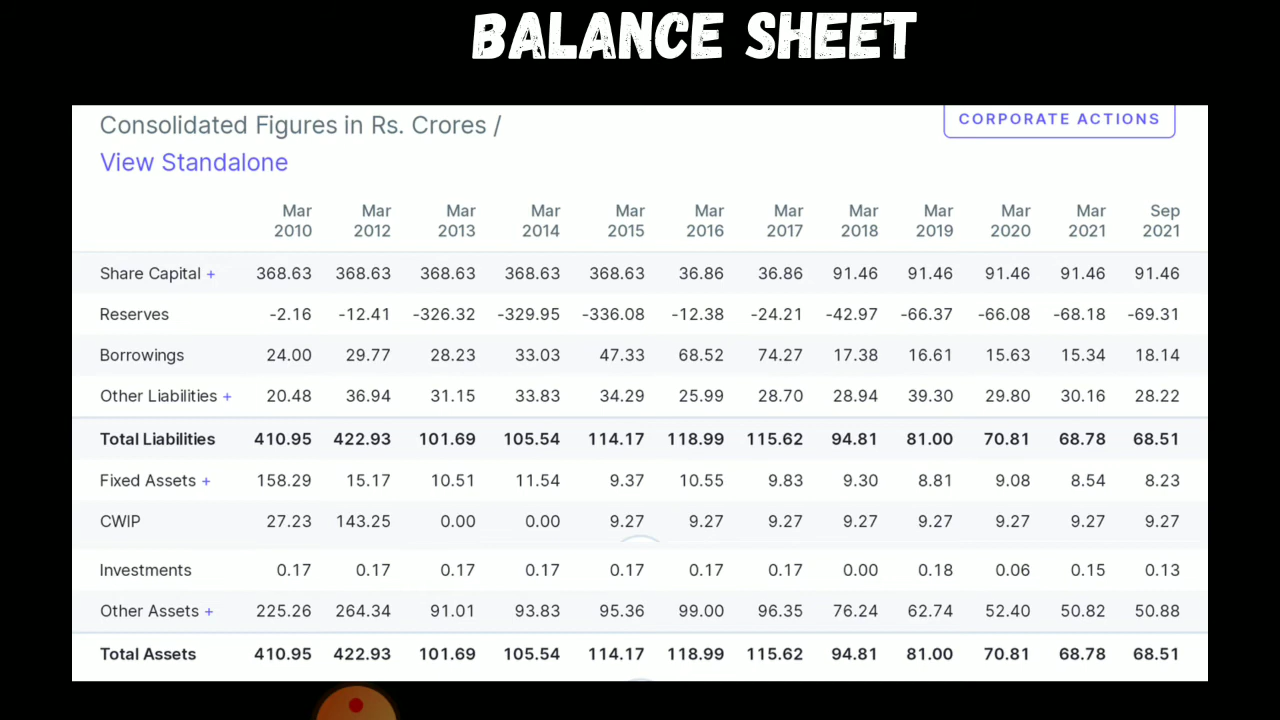 BALANCE SHEET
Consolidated Figures in Rs. Crores /
CORPORATE ACTIONS
View Standalone
Mar Mar Mar Mar Mar Mar Mar Mar Mar Mar Mar Sep
2010 2012 2013 2014 2015 2016 2017 2018 2019 2020 2021 2021
Share Capital + 368.63 368.63 368.63 368.63 368.63 36.86 36.86 91.46 91.46 91.46 91.46 91.46
Reserves -2.16 -12.41 -326.32 -329.95 -336.08 -12.38 -24.21 -42.97 -66.37 -66.08 -68.18 -69.31
Borrowings 24.00 29.77 28.23 33.03 47.33 68.52 74.27 17.38 16.61 15.63 15.34 18.14
Other Liabilities + 20.48 36.94 31.15 33.83 34.29 25.99 28.70 28.94 39.30 29.80 30.16 28.22
Total Liabilities 410.95 422.93 101.69 105.54 114.17 118.99 115.62 94.81 81.00 70.81 68.78 68.51
Fixed Assets + 158.29 15.17 10.51 11.54 9.37 10.55 9.83 9.30 8.81 9.08 8.54 8.23
CWIP 27.23 143.25 0.00 0.00 9.27 9.27 9.27 9.27 9.27 9.27 9.27 9.27
Investments 0.17 0.17 0.17 0.17 0.17 0.17 0.17 0.00 0.18 0.06 0.15 0.13
Other Assets + 225.26 264.34 91.01 93.83 95.36 99.00 96.35 76.24 62.74 52.40 50.82 50.88
Total Assets 410.95 422.93 101.69 105.54 114.17 118.99 115.62 94.81 81.00 70.81 68.78 68.51